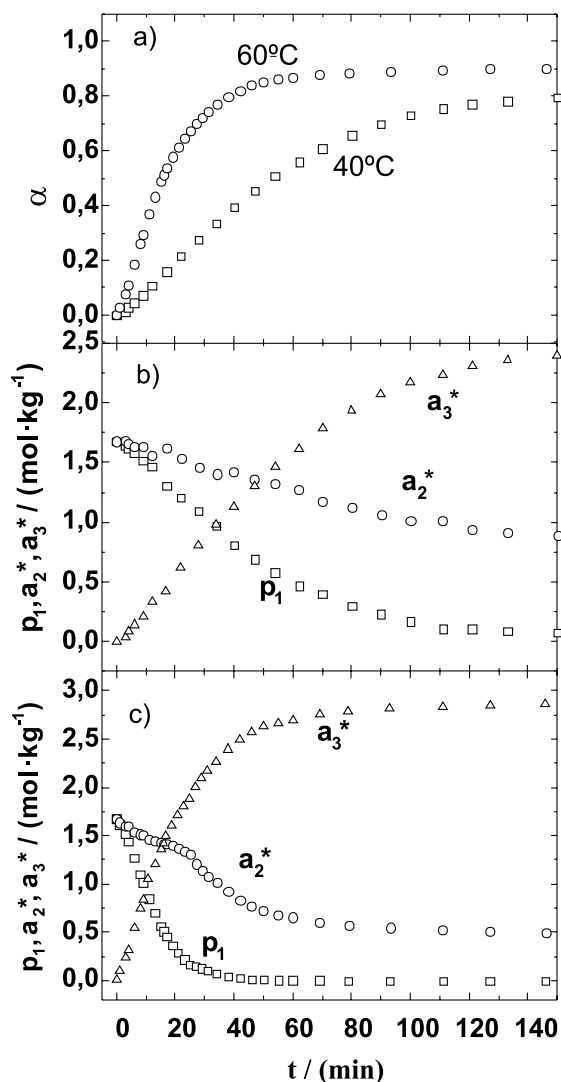 a)
60ºC
40ºC
1,0
0,8
0,6
0,4
0,2
0,0
α
b)
a3*
a2*
p1
2,5
2,0
1,5
1,0
0,5
0,0
p1, a2*, a3* / (mol·kg-1)
c)
a3*
a2*
p1
3,0
2,5
2,0
1,5
1,0
0,5
0,0
p1, a2*, a3* / (mol·kg-1)
0 20 40 60 80 100 120 140
t / (min)